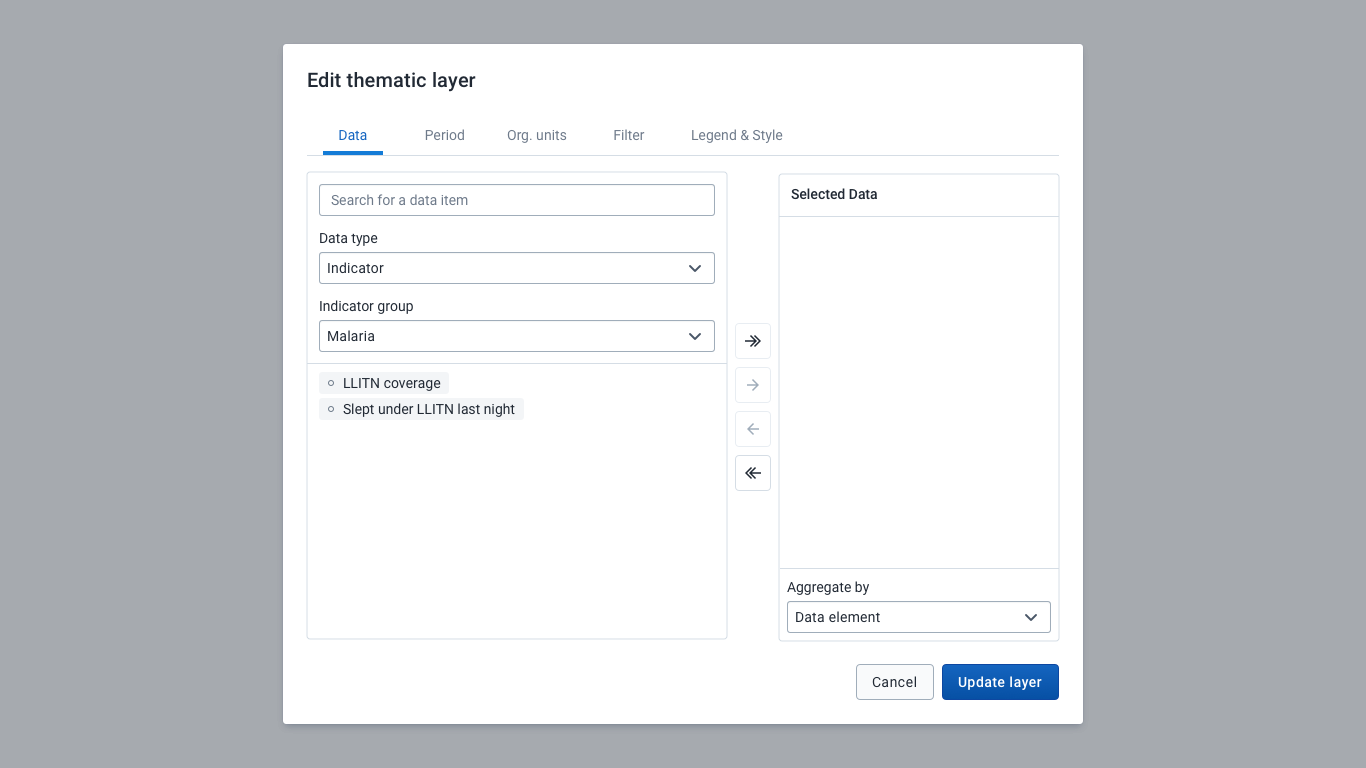 Edit thematic layer
Data
Period
Org. units
Filter
Legend & Style
Search for a data item
Data type
Indicator
Indicator group
Malaria
LLITN coverage
Slept under LLITN last night
Selected Data
Aggregate by
Data element
Cancel
Update layer